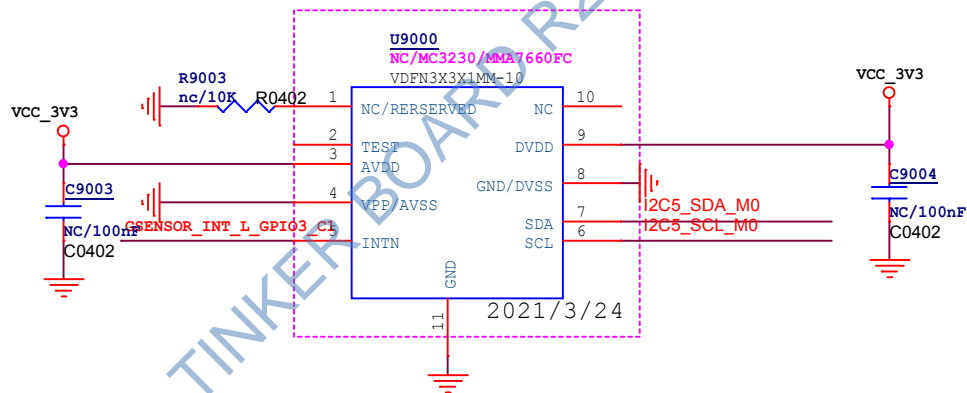 U9000
NC/MC3230/MMA7660FC
VDFN3X3X1MM-10
R9003
nc/10K
R0402
VCC_3V3
C9003
NC/100nF
C0402
GSENSOR_INT_L_GPIO3_C1
1
NC/RERSERVED
2
TEST
3
AVDD
4
VPP/AVSS
5
INTN
GND
11
10
NC
9
DVDD
8
GND/DVSS
7
SDA
6
SCL
I2C5_SDA_M0
I2C5_SCL_M0
VCC_3V3
C9004
NC/100nF
C0402
2021/3/24
TINKER BOARD